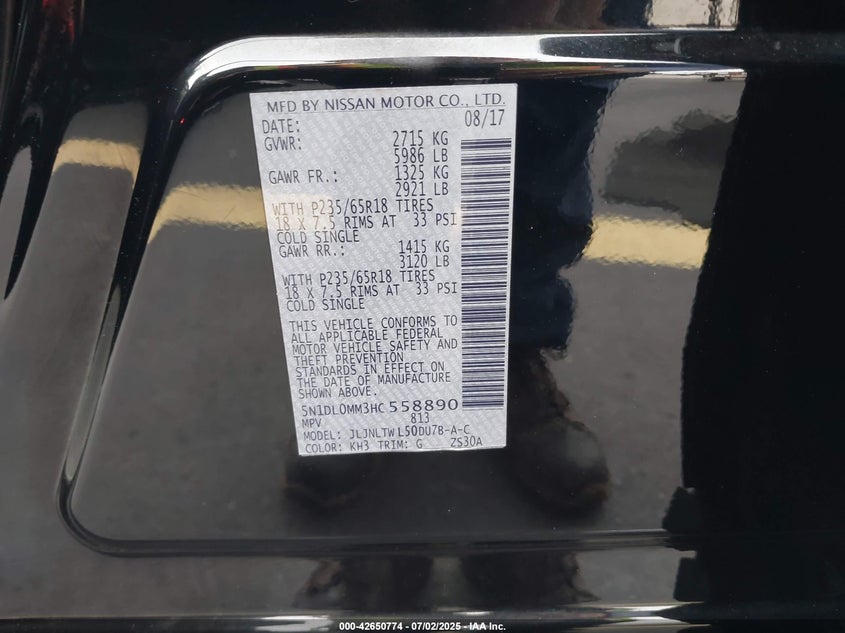 MFD BY NISSAN MOTOR CO., LTD.
DATE: 08/17
GVWR: 2715 KG
5986 LB
GAWR FR.: 1325 KG
2921 LB
WITH P235/65R18 TIRES
18 X 7.5 RIMS AT 33 PSI
COLD SINGLE
GAWR RR.: 1415 KG
3120 LB
WITH P235/65R18 TIRES
18 X 7.5 RIMS AT 33 PSI
COLD SINGLE
THIS VEHICLE CONFORMS TO
ALL APPLICABLE FEDERAL
MOTOR VEHICLE SAFETY AND
THEFT PREVENTION
STANDARDS IN EFFECT ON
THE DATE OF MANUFACTURE
SHOWN ABOVE.
5N1DL0MM3HC558890
MPV 813
MODEL: JLJNLTWL50DU7B-A-C
COLOR: KH3 TRIM: G ZS30A
000-42650774 - 07/02/2025 - IAA Inc.